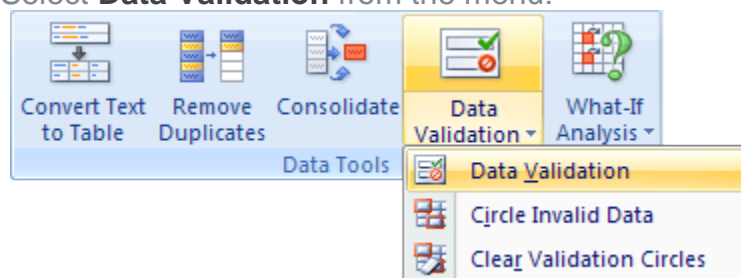 Select Data Validation from the menu.
Convert Text Remove Consolidate Data What-If
to Table Duplicates Validation Analysis
Data Tools
Data Validation
Circle Invalid Data
Clear Validation Circles